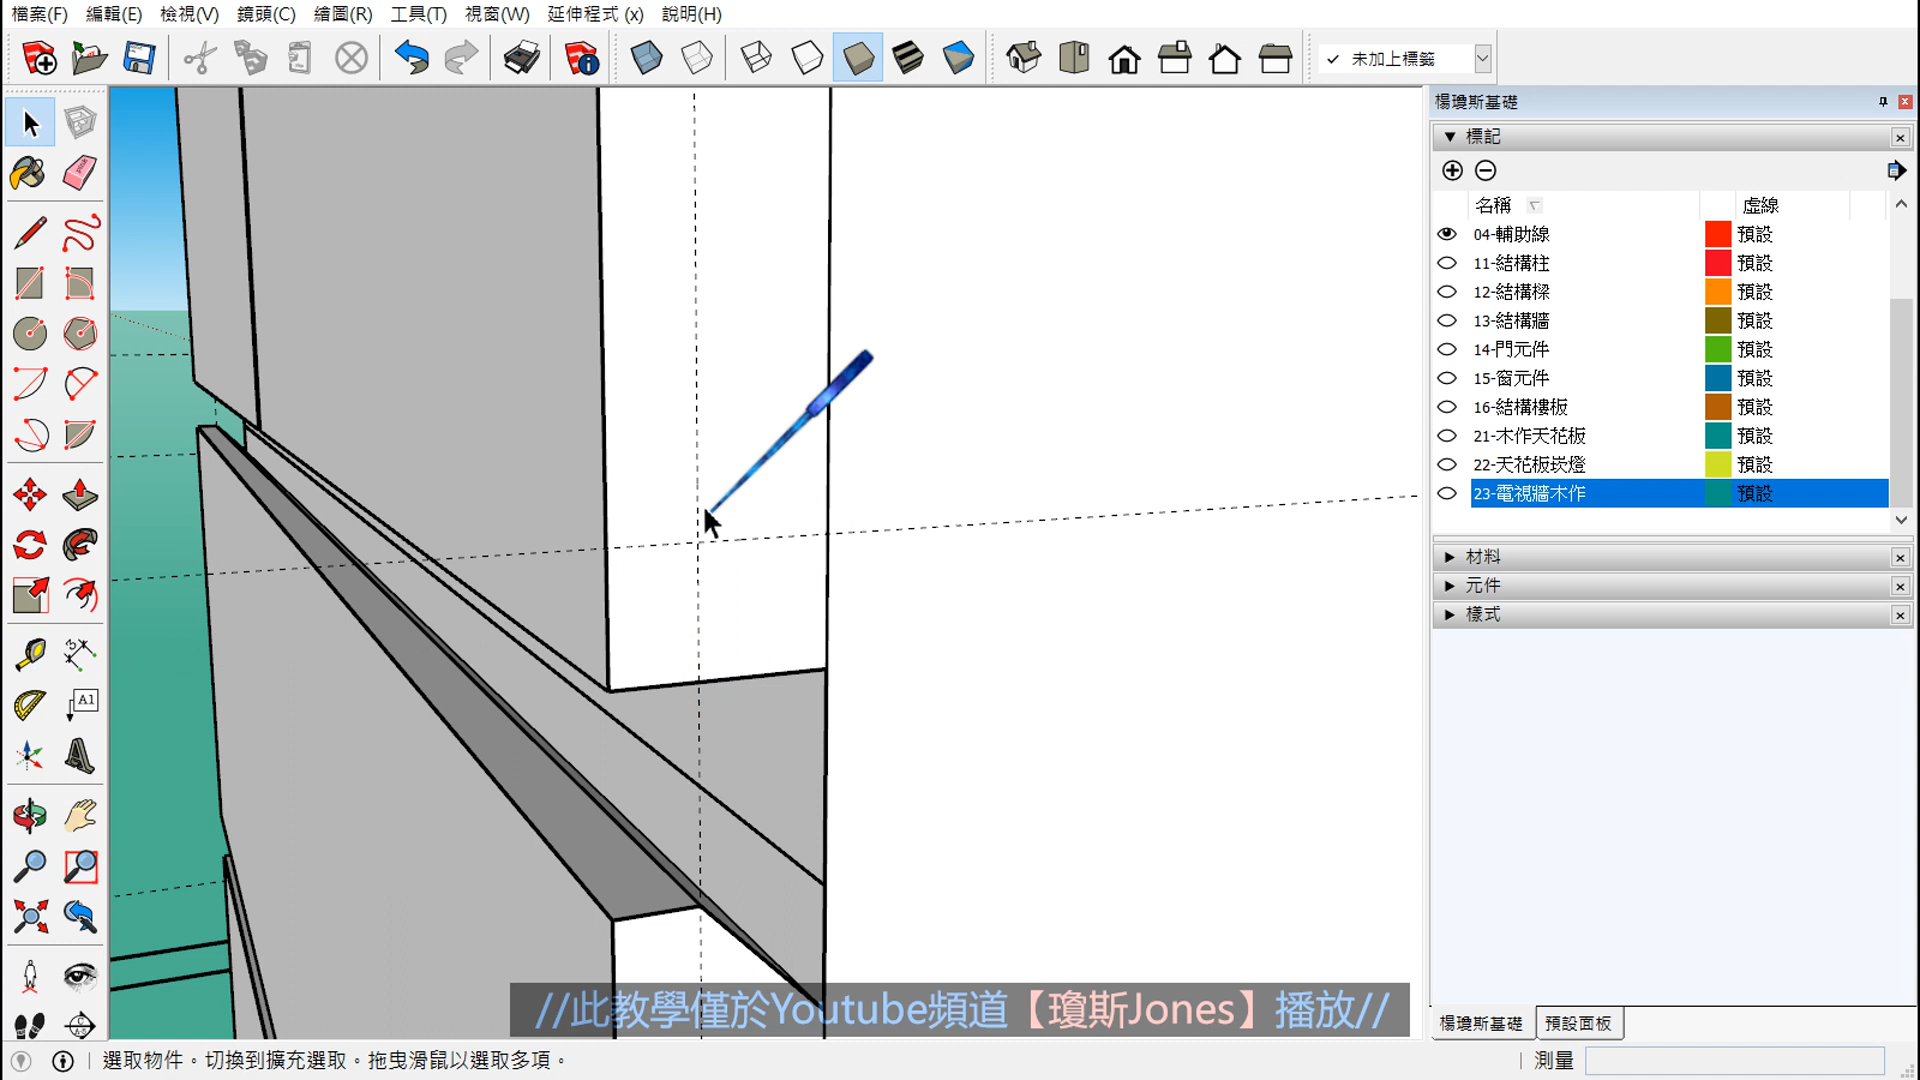 檔案(F) 編輯(E) 檢視(V) 鏡頭(C) 繪圖(R) 工具(T) 視窗(W) 延伸程式 (x) 說明(H)
未加上標籤
楊瓊斯基礎
標記
名稱 虛線
04-輔助線 預設
11-結構柱 預設
12-結構樑 預設
13-結構牆 預設
14-門元件 預設
15-窗元件 預設
16-結構樓板 預設
21-木作天花板 預設
22-天花板崁燈 預設
23-電視牆木作 預設
材料
元件
樣式
A1
//此教學僅於Youtube頻道【瓊斯Jones】播放//
楊瓊斯基礎 預設面板
選取物件。切換到擴充選取。拖曳滑鼠以選取多項。
測量